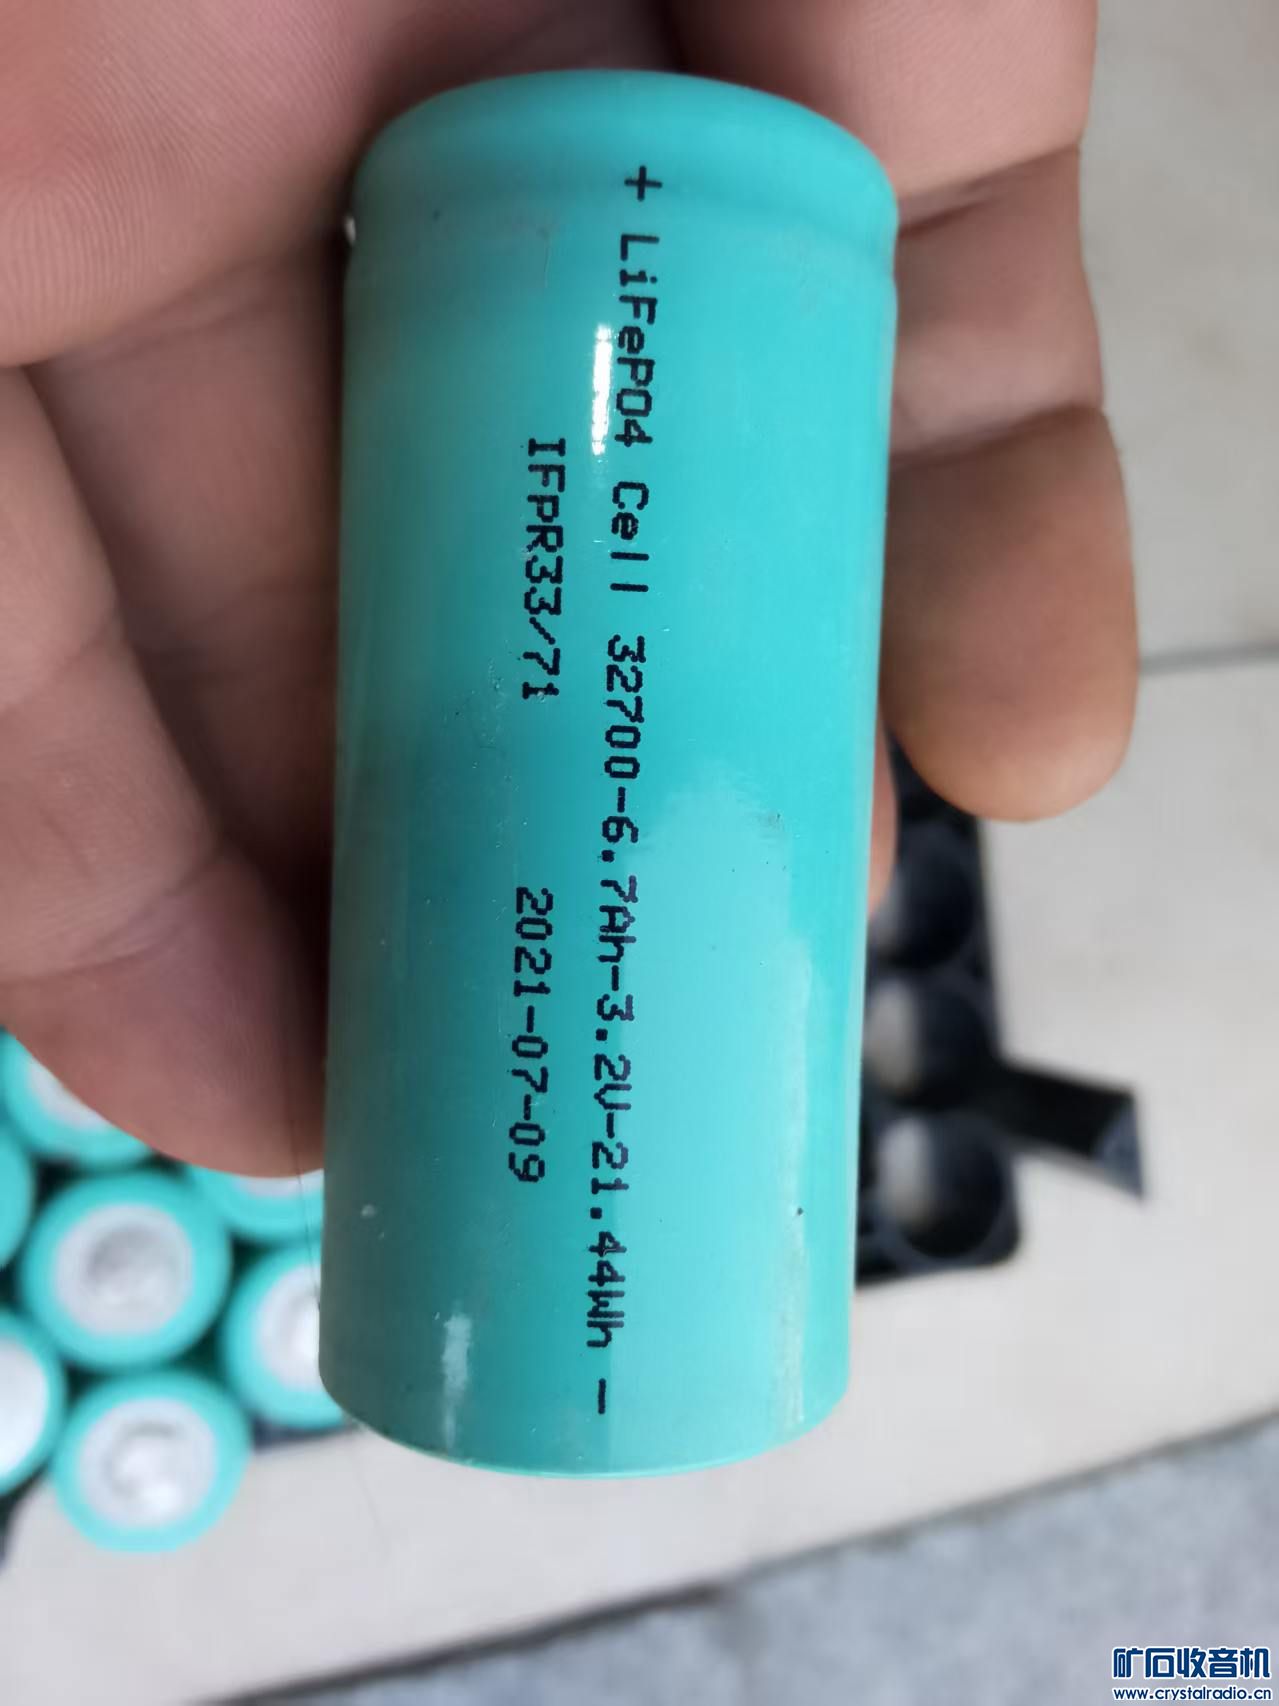 + LiFePO4 Cell 32700-6.7Ah-3.2V-21.44Wh -
IFpR33/71 2021-07-09
矿石收音机
www.crystalradio.cn